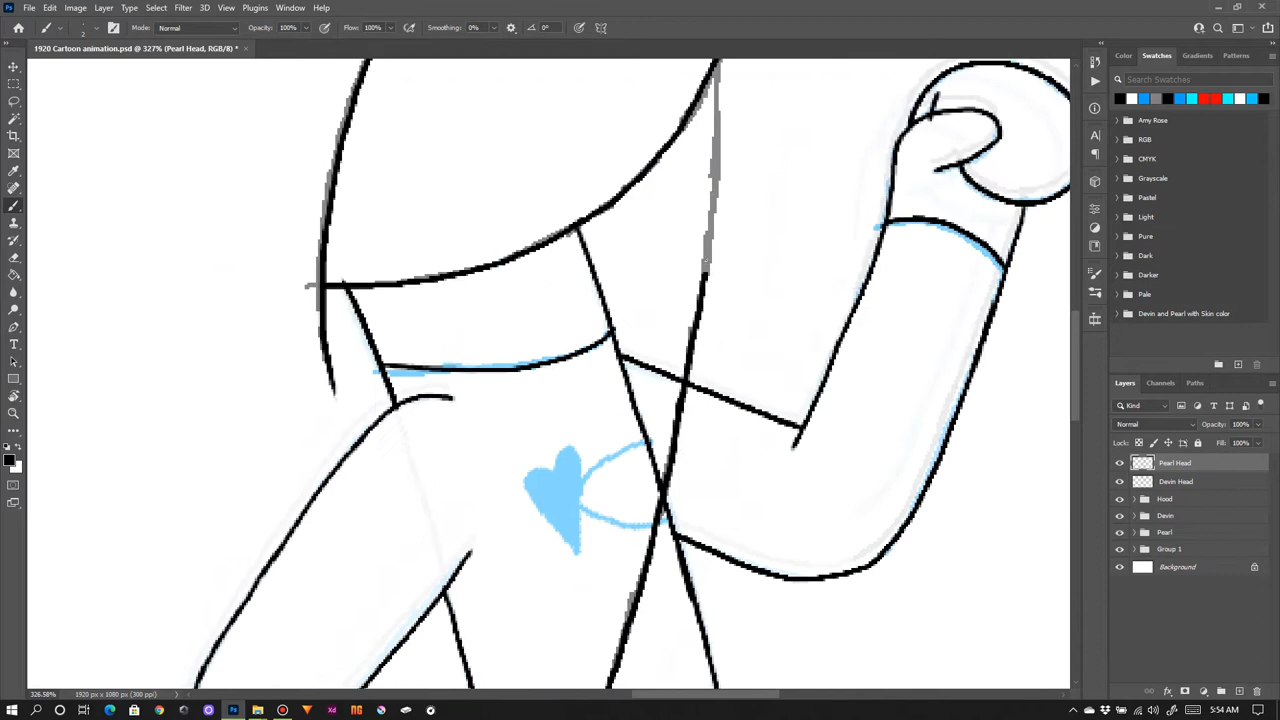 File Edit Image Layer Type Select Filter 3D View Plugins Window Help
Mode: Normal Opacity: 100% Flow: 100% Smoothing: 0% 0°
2
1920 Cartoon animation.psd @ 327% (Pearl Head, RGB/8) * ×
Color Swatches Gradients Patterns
Search Swatches
Amy Rose
RGB
CMYK
Grayscale
Pastel
Light
Pure
Dark
Darker
Pale
Devin and Pearl with Skin color
Layers Channels Paths
Kind
Normal Opacity: 100%
Lock: Fill: 100%
Pearl Head
Devin Head
Hood
Devin
Pearl
Group 1
Background
326.58% 1920 px x 1080 px (300 ppi)
5:54 AM